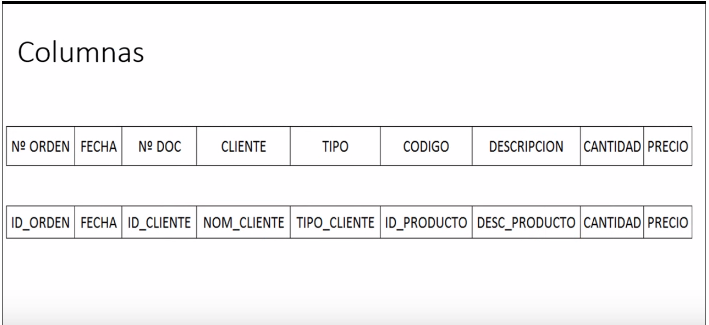 Columnas
Nº ORDEN FECHA Nº DOC CLIENTE TIPO CODIGO DESCRIPCION CANTIDAD PRECIO
ID_ORDEN FECHA ID_CLIENTE NOM_CLIENTE TIPO_CLIENTE ID_PRODUCTO DESC_PRODUCTO CANTIDAD PRECIO